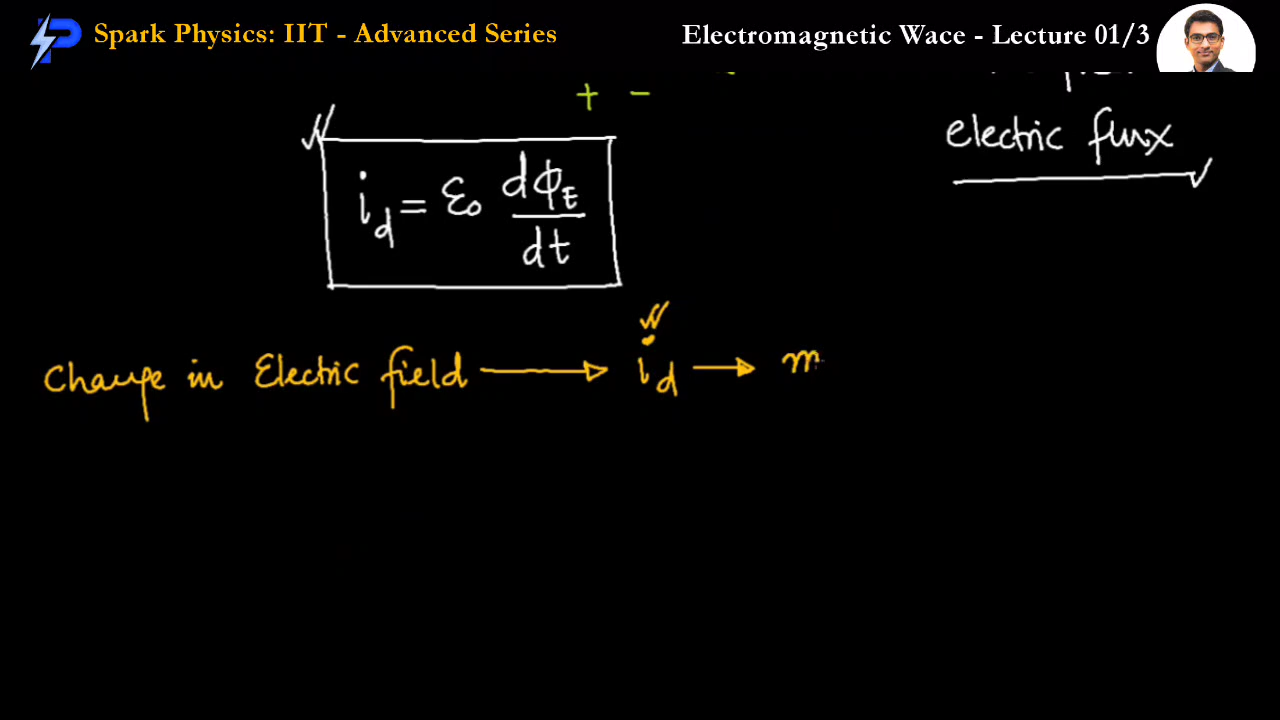 Spark Physics: IIT - Advanced Series
Electromagnetic Wace - Lecture 01/3
+ -
electric flux
i_d = ε₀ dϕ_E/dt
Change in Electric field → i_d → m